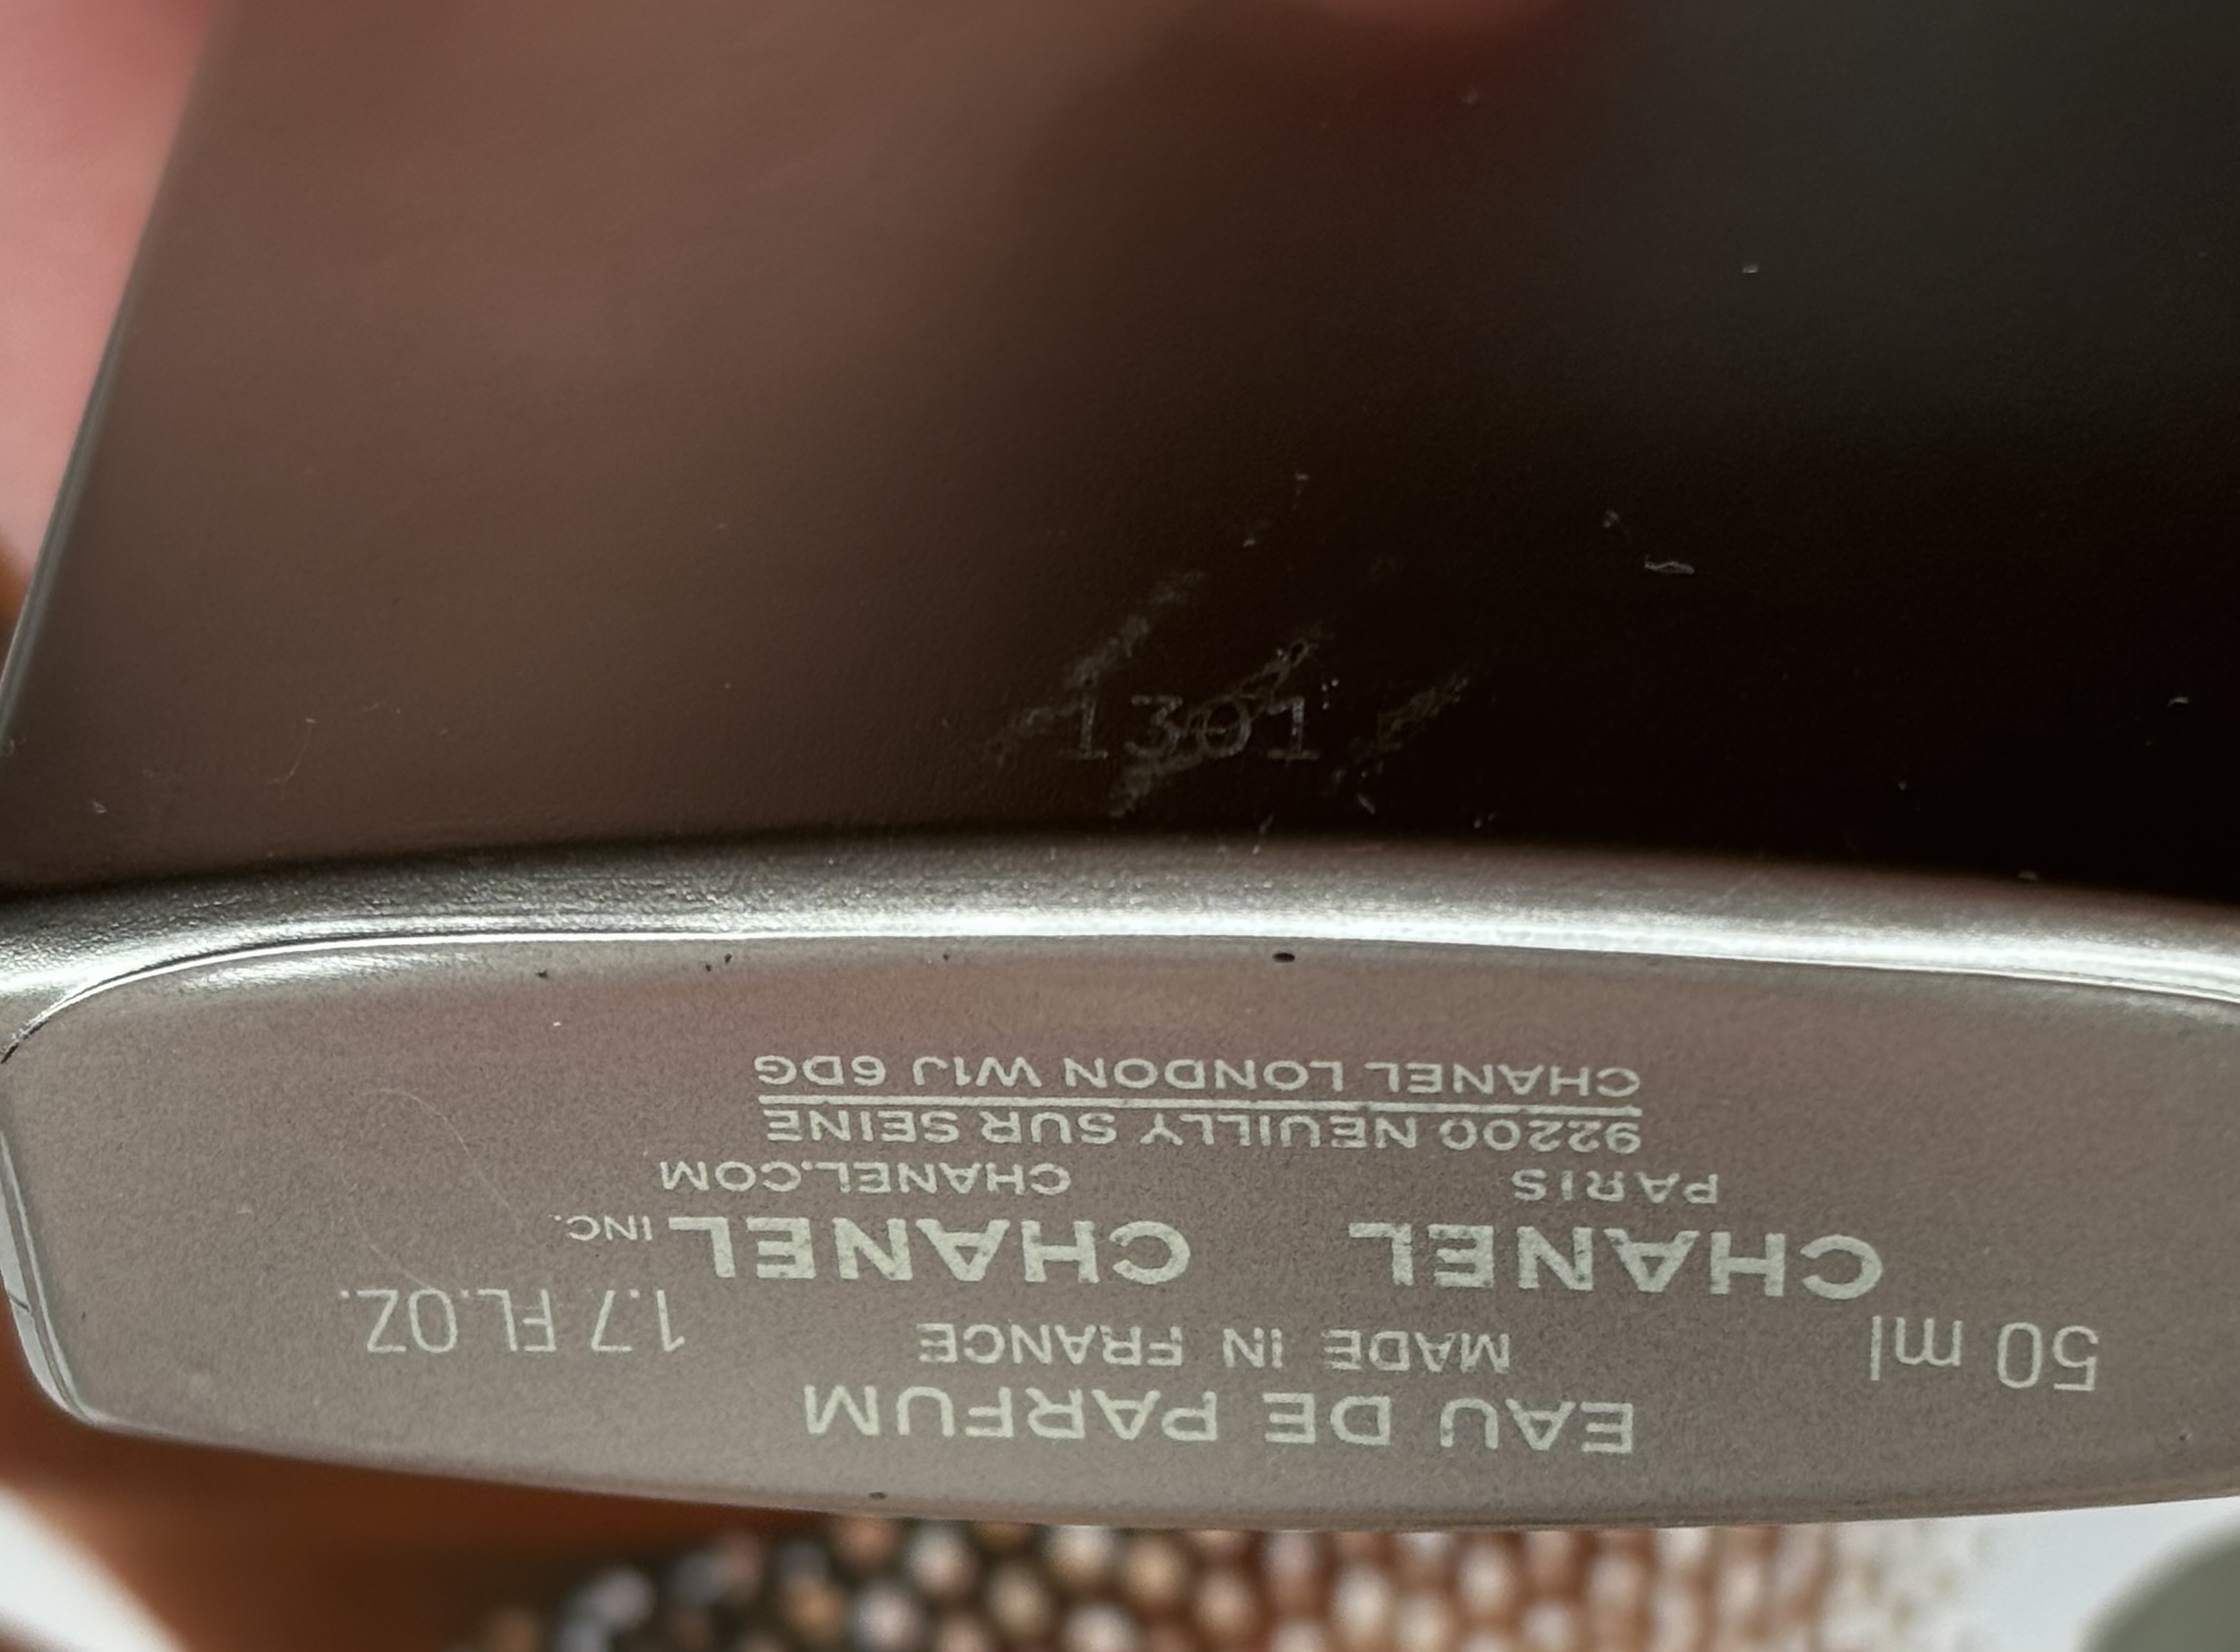 1301
EAU DE PARFUM
MADE IN FRANCE
50 ml 1.7 FL.OZ.
CHANEL CHANEL INC.
PARIS CHANEL.COM
92200 NEUILLY SUR SEINE
CHANEL LONDON W1J 6DG